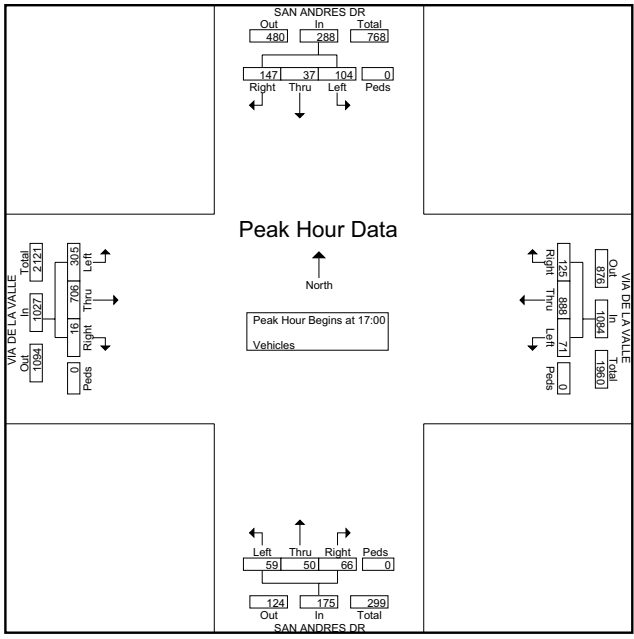 SAN ANDRES DR
Out In Total
480 288 768
147 37 104 0
Right Thru Left Peds
Peak Hour Data
North
Peak Hour Begins at 17:00
Vehicles
VIA DE LA VALLE
Total In Out
2121 1027 1094
305 706 16 0
Left Thru Right Peds
VIA DE LA VALLE
Out In Total
876 1084 1960
125 888 71 0
Right Thru Left Peds
Left Thru Right Peds
59 50 66 0
124 175 299
Out In Total
SAN ANDRES DR